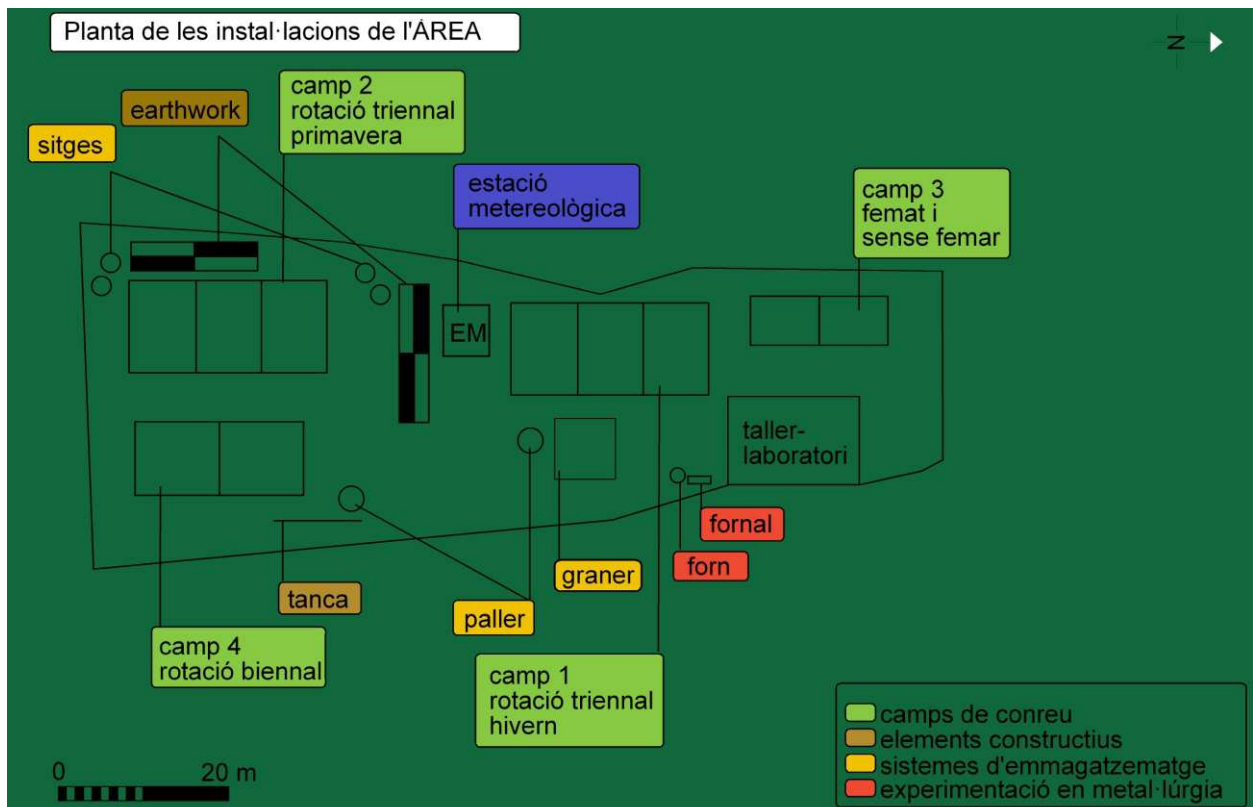 Planta de les instal·lacions de l'ÀREA
N
earthwork
sitges
camp 2
rotació triennal
primavera
estació
metereològica
camp 3
femat i
sense femar
EM
taller-
laboratori
fornal
forn
graner
tanca
paller
camp 4
rotació biennal
camp 1
rotació triennal
hivern
camps de conreu
elements constructius
sistemes d'emmagatzematge
experimentació en metal·lúrgia
0 20 m